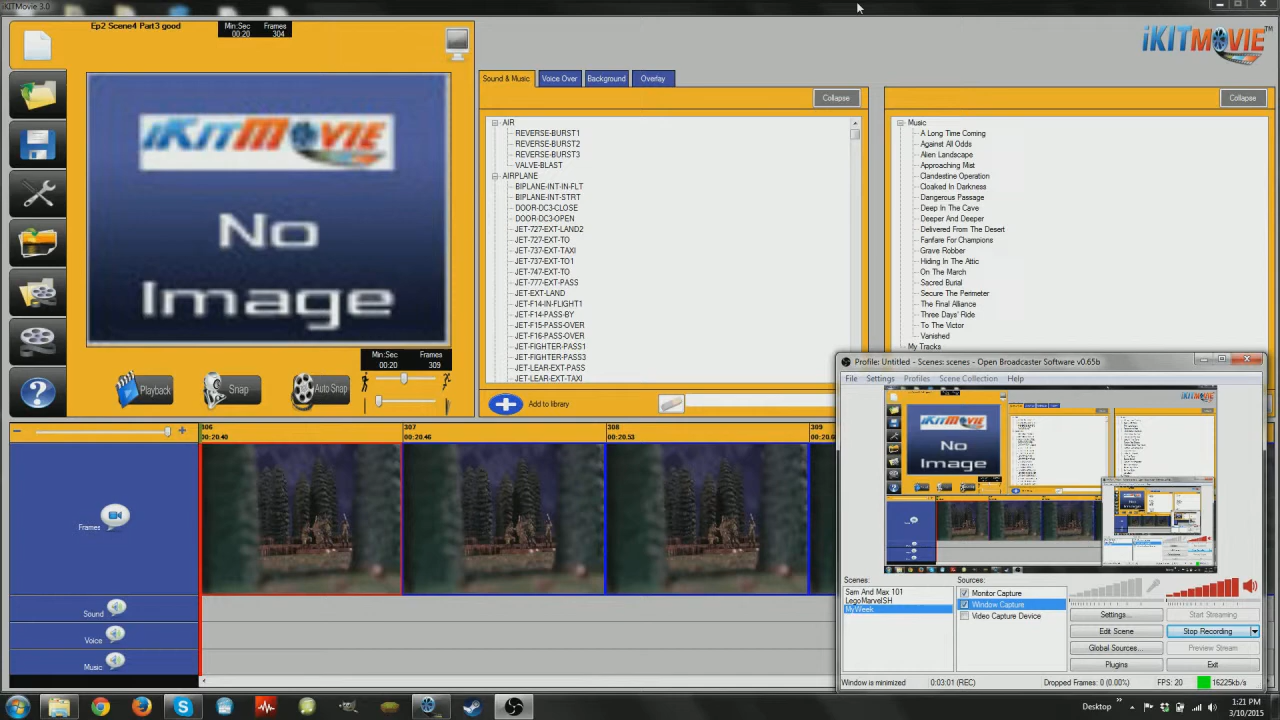 iKITMovie 3.0
Ep2 Scene4 Part3 good
Min:Sec Frames
00:20 304
iKITMOVIE
No
Image
Min:Sec Frames
00:20 309
Playback
Snap
Auto Snap
iKITMOVIE™
Sound & Music
Voice Over
Background
Overlay
Collapse
AIR
REVERSE-BURST1
REVERSE-BURST2
REVERSE-BURST3
VALVE-BLAST
AIRPLANE
BIPLANE-INT-IN-FLT
BIPLANE-INT-STRT
DOOR-DC3-CLOSE
DOOR-DC3-OPEN
JET-727-EXT-LAND2
JET-727-EXT-TO
JET-737-EXT-TAXI
JET-737-EXT-TO1
JET-747-EXT-TO
JET-777-EXT-PASS
JET-EXT-LAND
JET-F14-IN-FLIGHT1
JET-F14-PASS-BY
JET-F15-PASS-OVER
JET-F16-PASS-OVER
JET-FIGHTER-PASS1
JET-FIGHTER-PASS3
JET-LEAR-EXT-PASS
JET-LEAR-EXT-TAXI
Add to library
Collapse
Music
A Long Time Coming
Against All Odds
Alien Landscape
Approaching Mist
Clandestine Operation
Cloaked In Darkness
Dangerous Passage
Deep In The Cave
Deeper And Deeper
Delivered From The Desert
Fanfare For Champions
Grave Robber
Hiding In The Attic
On The March
Sacred Burial
Secure The Perimeter
The Final Alliance
Three Days' Ride
To The Victor
Vanished
My Tracks
306 307 308 309
00:20.40 00:20.46 00:20.53
Frames
Sound
Voice
Music
Profile: Untitled - Scenes: scenes - Open Broadcaster Software v0.65b
File Settings Profiles Scene Collection Help
No
Image
Scenes:
Sam And Max 101
LegoMarvelSH
MyWeek
Sources:
Monitor Capture
Window Capture
Video Capture Device
Settings... Start Streaming
Edit Scene Stop Recording
Global Sources... Preview Stream
Plugins Exit
Window is minimized 0:03:01 (REC) Dropped Frames: 0 (0.00%) FPS: 20 16225kb/s
Desktop
1:21 PM
3/10/2015